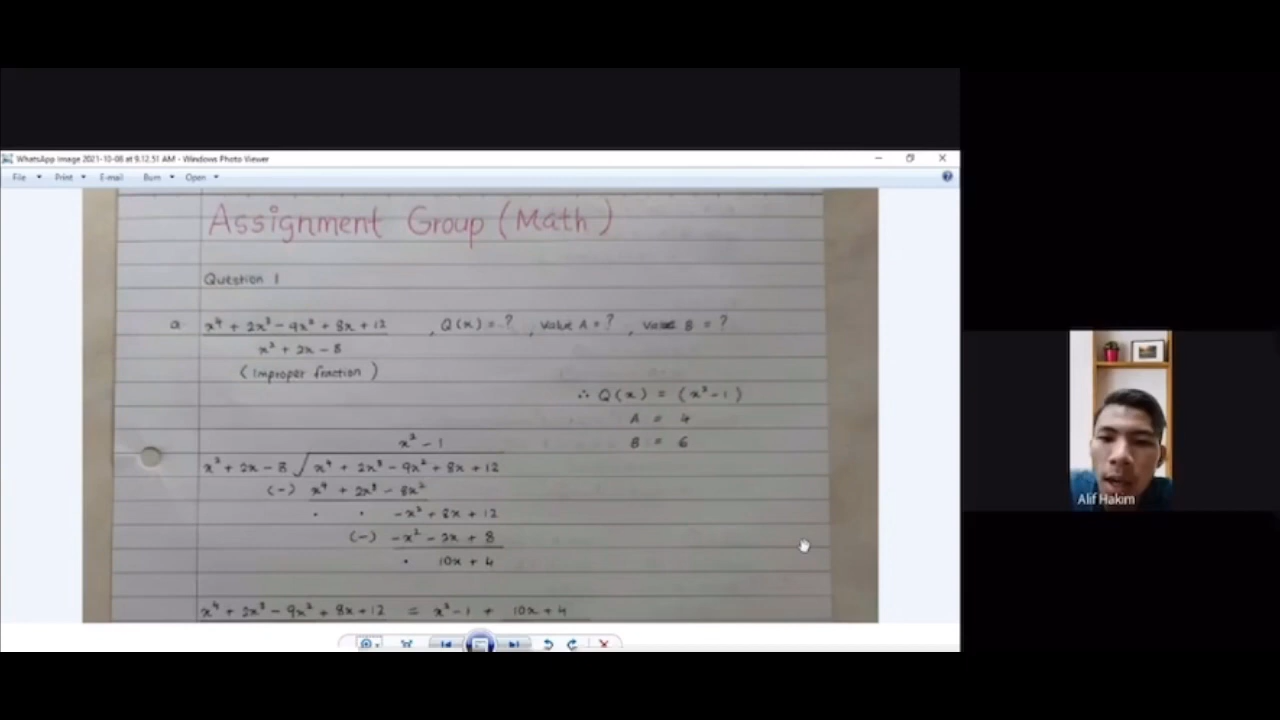 WhatsApp Image 2021-10-08 at 9.12.51 AM - Windows Photo Viewer
File Print E-mail Burn Open
Assignment Group (Math)
Question 1
a x⁴ + 2x³ - 9x² + 8x + 12 , Q(x) = ? , value A = ? , value B = ?
x² + 2x - 8
(Improper fraction)
∴ Q(x) = (x² - 1)
A = 4
B = 6
x² - 1
x² + 2x - 8 √ x⁴ + 2x³ - 9x² + 8x + 12
(-) x⁴ + 2x³ - 8x²
-x² + 8x + 12
(-) -x² - 2x + 8
10x + 4
x⁴ + 2x³ - 9x² + 8x + 12 = x² - 1 + 10x + 4
Alif Hakim